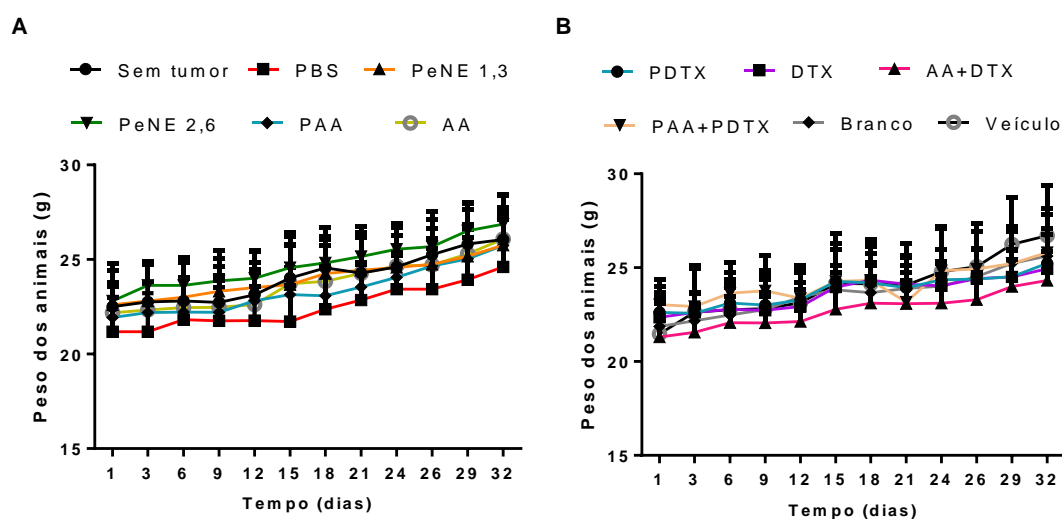 A
Sem tumor PBS PeNE 1,3
PeNE 2,6 PAA AA
30
25
20
15
Peso dos animais (g)
1 3 6 9 12 15 18 21 24 26 29 32
Tempo (dias)
B
PDTX DTX AA+DTX
PAA+PDTX Branco Veículo
30
25
20
15
Peso dos animais (g)
1 3 6 9 12 15 18 21 24 26 29 32
Tempo (dias)